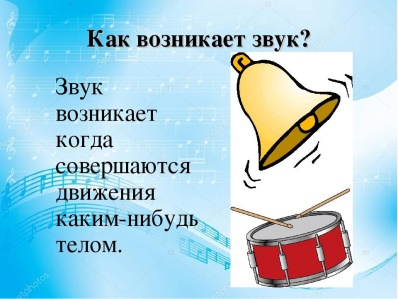 Как возникает звук?
Звук
возникает
когда
совершаются
движения
каким-нибудь
телом.